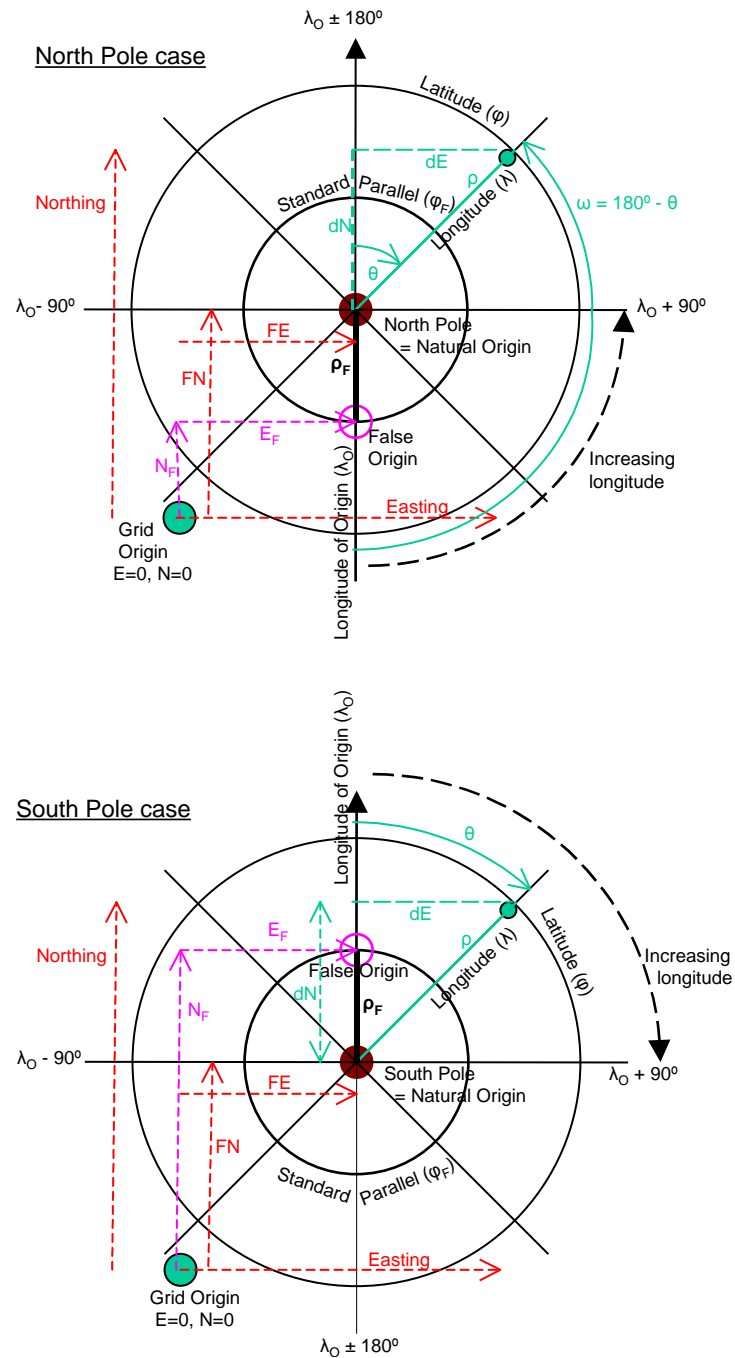 λO ± 180º
North Pole case
Latitude (φ)
dE
ρ
Standard Parallel (φF)
Longitude (λ)
Northing
dN
ω = 180º - θ
θ
λO- 90º
λO + 90º
North Pole
= Natural Origin
FE
ρF
FN
EF
False
Origin
NF
Increasing
longitude
Easting
Grid
Origin
E=0, N=0
Longitude of Origin (λO)
Longitude of Origin (λO)
South Pole case
θ
dE
Latitude (φ)
EF
ρ
Northing
False Origin
Longitude (λ)
Increasing
longitude
dN
NF
ρF
λO - 90º
λO + 90º
South Pole
= Natural Origin
FE
FN
Standard Parallel (φF)
Easting
Grid Origin
E=0, N=0
λO ± 180º